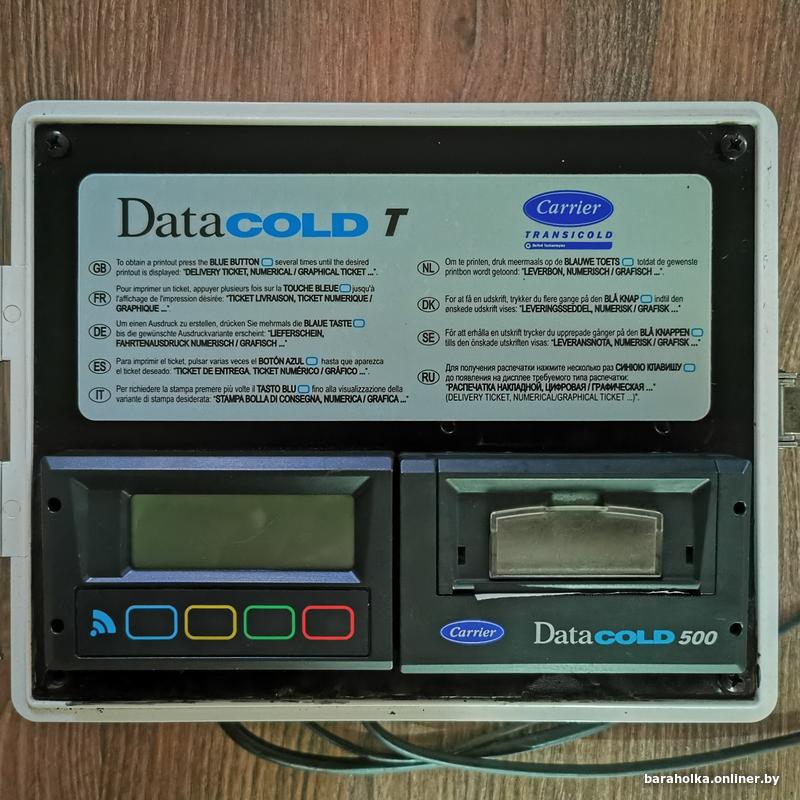 DataCOLD T
Carrier
TRANSICOLD
United Technologies
GB To obtain a printout press the BLUE BUTTON several times until the desired
printout is displayed: "DELIVERY TICKET, NUMERICAL / GRAPHICAL TICKET ...".
FR Pour imprimer un ticket, appuyer plusieurs fois sur la TOUCHE BLEUE jusqu'à
l'affichage de l'impression désirée: "TICKET LIVRAISON, TICKET NUMERIQUE /
GRAPHIQUE ...".
DE Um einen Ausdruck zu erstellen, drücken Sie mehrmals die BLAUE TASTE
bis die gewünschte Ausdruckvariante erscheint: "LIEFERSCHEIN,
FAHRTENAUSDRUCK NUMERISCH / GRAFISCH ...".
ES Para imprimir el ticket, pulsar varias veces el BOTÓN AZUL hasta que aparezca
el ticket deseado: "TICKET DE ENTREGA, TICKET NUMÉRICO / GRÁFICO ...".
IT Per richiedere la stampa premere più volte il TASTO BLU fino alla visualizzazione della
variante di stampa desiderata: "STAMPA BOLLA DI CONSEGNA, NUMERICA / GRAFICA ..."
NL Om te printen, druk meermaals op de BLAUWE TOETS totdat de gewenste
printbon wordt getoond: "LEVERBON, NUMERISCH / GRAFISCH ...".
DK For at få en udskrift, trykker du flere gange på den BLÅ KNAP indtil den
ønskede udskrift vises: "LEVERINGSSEDDEL, NUMERISK / GRAFISK ...".
SE För att erhålla en utskrift trycker du upprepade gånger på den BLÅ KNAPPEN
tills den önskade utskriften visas: "LEVERANSNOTA, NUMERISK / GRAFISK ...".
RU Для получения распечатки нажмите несколько раз СИНЮЮ КЛАВИШУ
до появления на дисплее требуемого типа распечатки:
"РАСПЕЧАТКА НАКЛАДНОЙ, ЦИФРОВАЯ / ГРАФИЧЕСКАЯ ..."
(DELIVERY TICKET, NUMERICAL/GRAPHICAL TICKET ...)".
Carrier
DataCOLD 500
baraholka.onliner.by